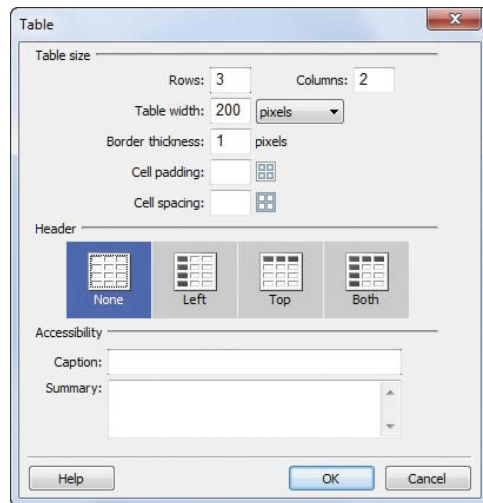 Table
Table size
Rows: 3 Columns: 2
Table width: 200 pixels
Border thickness: 1 pixels
Cell padding:
Cell spacing:
Header
None Left Top Both
Accessibility
Caption:
Summary:
Help OK Cancel